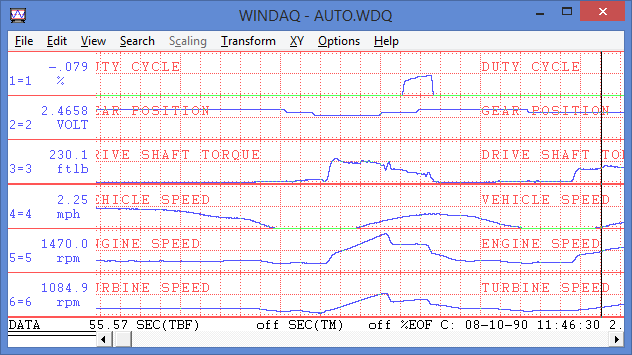 WINDAQ - AUTO.WDQ
File Edit View Search Scaling Transform XY Options Help
-.079 UTY CYCLE DUTY CYCLE
1=1 %
2.4658 EAR POSITION GEAR POSITION
2=2 VOLT
230.1 RIVE SHAFT TORQUE DRIVE SHAFT TOR
3=3 ftlb
2.25 EHICLE SPEED VEHICLE SPEED
4=4 mph
1470.0 NGINE SPEED ENGINE SPEED
5=5 rpm
1084.9 URBINE SPEED TURBINE SPEED
6=6 rpm
DATA 55.57 SEC(TBF) off SEC(TM) off %EOF C: 08-10-90 11:46:30 2.